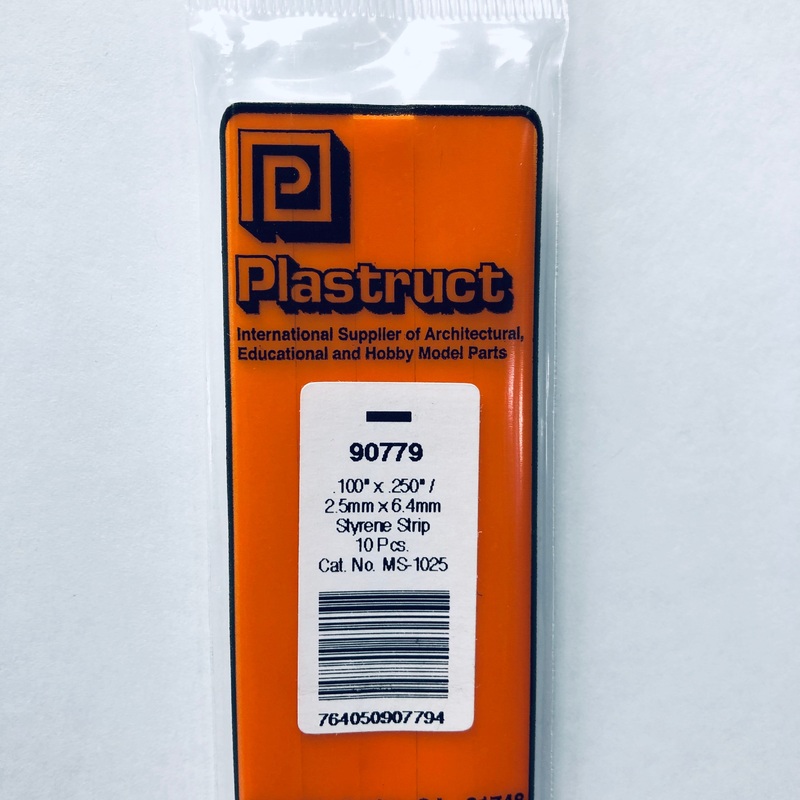 P
Plastruct
International Supplier of Architectural,
Educational and Hobby Model Parts
90779
.100" x .250" /
2.5mm x 6.4mm
Styrene Strip
10 Pcs.
Cat. No. MS-1025
764050907794